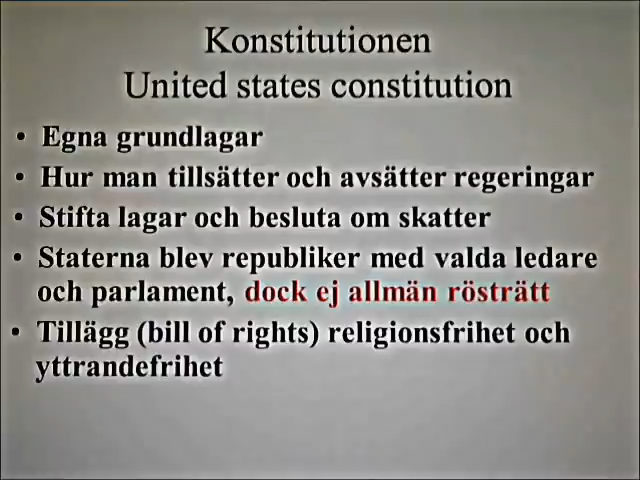 Konstitutionen
United states constitution
• Egna grundlagar
• Hur man tillsätter och avsätter regeringar
• Stifta lagar och besluta om skatter
• Staterna blev republiker med valda ledare
och parlament, dock ej allmän rösträtt
• Tillägg (bill of rights) religionsfrihet och
yttrandefrihet